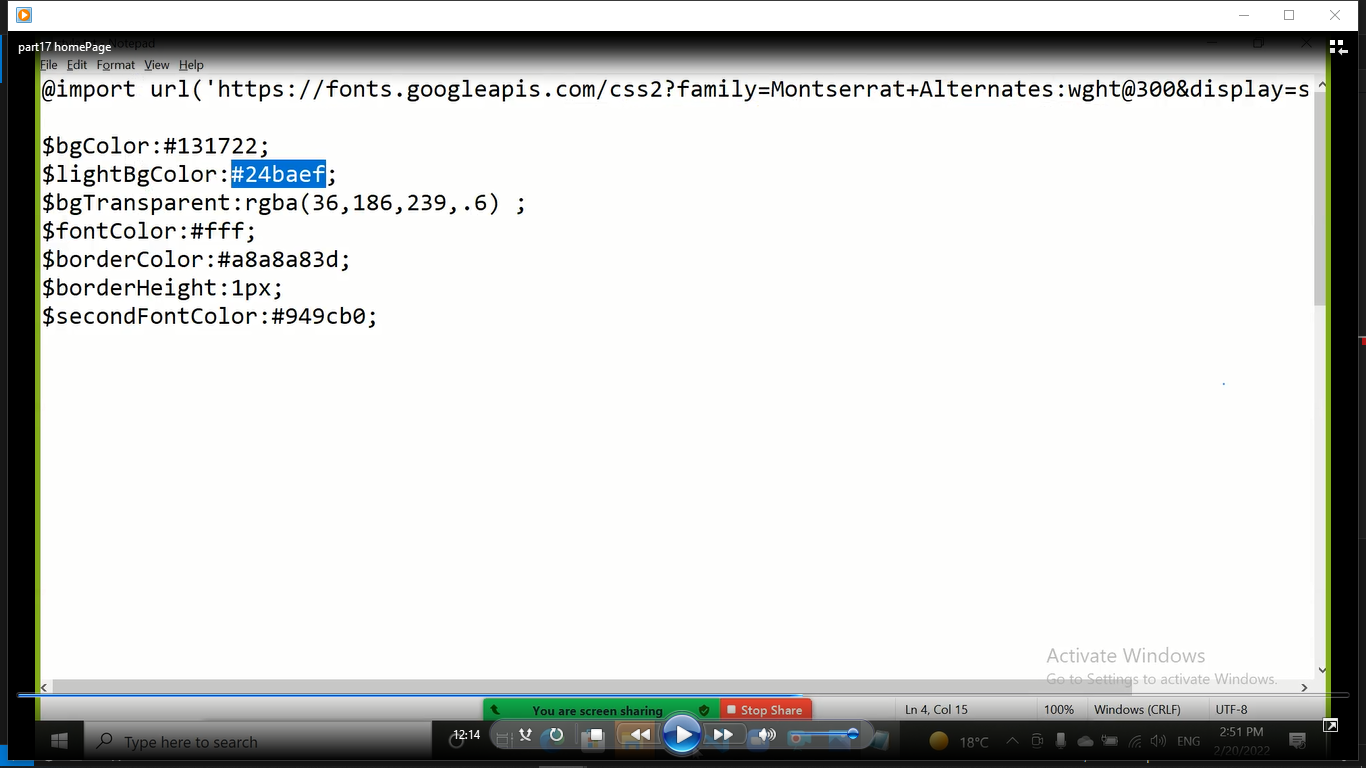 part17 homePage
Notepad
File Edit Format View Help
@import url('https://fonts.googleapis.com/css2?family=Montserrat+Alternates:wght@300&display=s
$bgColor:#131722;
$lightBgColor:#24baef;
$bgTransparent:rgba(36,186,239,.6) ;
$fontColor:#fff;
$borderColor:#a8a8a83d;
$borderHeight:1px;
$secondFontColor:#949cb0;
Activate Windows
Go to Settings to activate Windows.
You are screen sharing
Stop Share
Ln 4, Col 15
100%
Windows (CRLF)
UTF-8
Type here to search
12:14
18°C
ENG
2:51 PM
2/20/2022